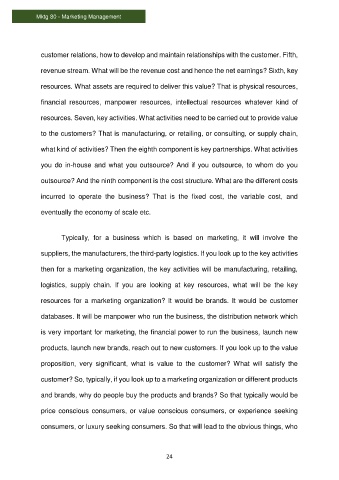 Mktg 80 - Marketing Management
customer relations, how to develop and maintain relationships with the customer. Fifth,
revenue stream. What will be the revenue cost and hence the net earnings? Sixth, key
resources. What assets are required to deliver this value? That is physical resources,
financial resources, manpower resources, intellectual resources whatever kind of
resources. Seven, key activities. What activities need to be carried out to provide value
to the customers? That is manufacturing, or retailing, or consulting, or supply chain,
what kind of activities? Then the eighth component is key partnerships. What activities
you do in-house and what you outsource? And if you outsource, to whom do you
outsource? And the ninth component is the cost structure. What are the different costs
incurred to operate the business? That is the fixed cost, the variable cost, and
eventually the economy of scale etc.
Typically, for a business which is based on marketing, it will involve the
suppliers, the manufacturers, the third-party logistics. If you look up to the key activities
then for a marketing organization, the key activities will be manufacturing, retailing,
logistics, supply chain. If you are looking at key resources, what will be the key
resources for a marketing organization? It would be brands. It would be customer
databases. It will be manpower who run the business, the distribution network which
is very important for marketing, the financial power to run the business, launch new
products, launch new brands, reach out to new customers. If you look up to the value
proposition, very significant, what is value to the customer? What will satisfy the
customer? So, typically, if you look up to a marketing organization or different products
and brands, why do people buy the products and brands? So that typically would be
price conscious consumers, or value conscious consumers, or experience seeking
consumers, or luxury seeking consumers. So that will lead to the obvious things, who
24